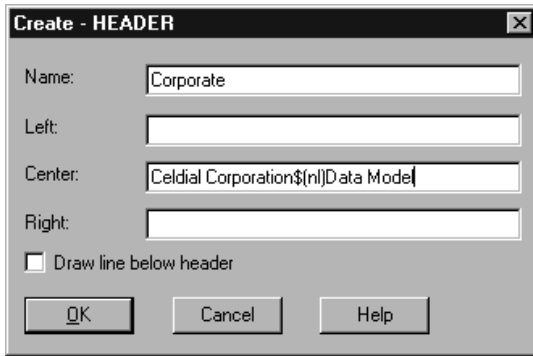 Create - HEADER
Name: Corporate
Left:
Center: Celdial Corporation$(nl)Data Model
Right:
Draw line below header
OK Cancel Help